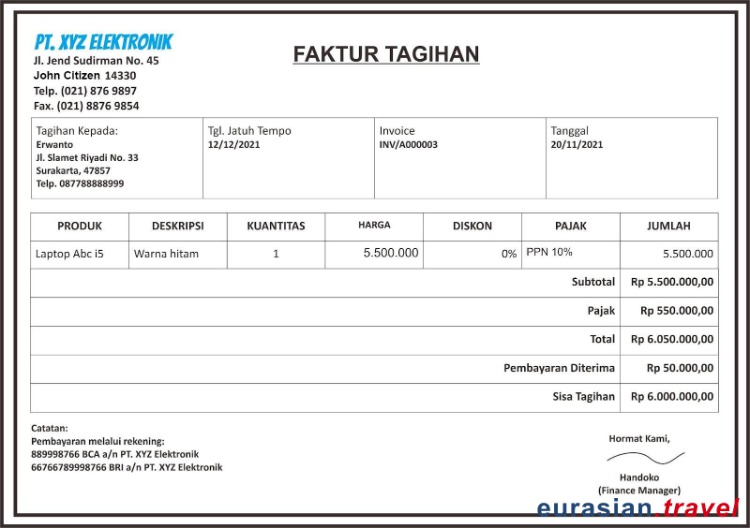 PT. XYZ ELEKTRONIK
Jl. Jend Sudirman No. 45
John Citizen 14330
Telp. (021) 876 9897
Fax. (021) 8876 9854
FAKTUR TAGIHAN
Tagihan Kepada:
Erwanto
Jl. Slamet Riyadi No. 33
Surakarta, 47857
Telp. 087788888999
Tgl. Jatuh Tempo
12/12/2021
Invoice
INV/A000003
Tanggal
20/11/2021
PRODUK DESKRIPSI KUANTITAS HARGA DISKON PAJAK JUMLAH
Laptop Abc i5 Warna hitam 1 5.500.000 0% PPN 10% 5.500.000
Subtotal Rp 5.500.000,00
Pajak Rp 550.000,00
Total Rp 6.050.000,00
Pembayaran Diterima Rp 50.000,00
Sisa Tagihan Rp 6.000.000,00
Catatan:
Pembayaran melalui rekening:
889998766 BCA a/n PT. XYZ Elektronik
66766789998766 BRI a/n PT. XYZ Elektronik
Hormat Kami,
Handoko
(Finance Manager)
eurasian.travel